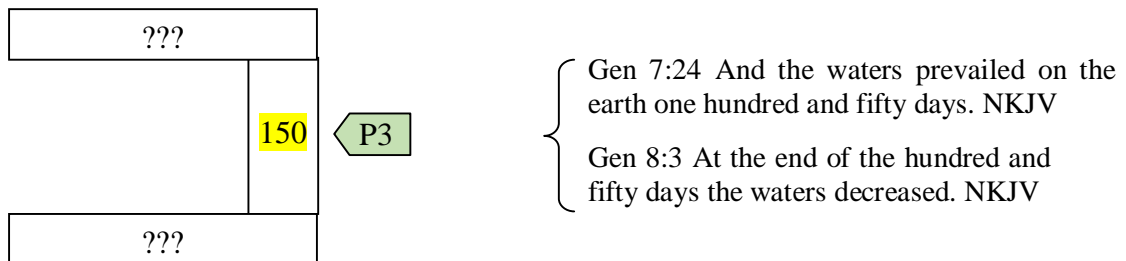 ???
150
P3
???
Gen 7:24 And the waters prevailed on the
earth one hundred and fifty days. NKJV
Gen 8:3 At the end of the hundred and
fifty days the waters decreased. NKJV